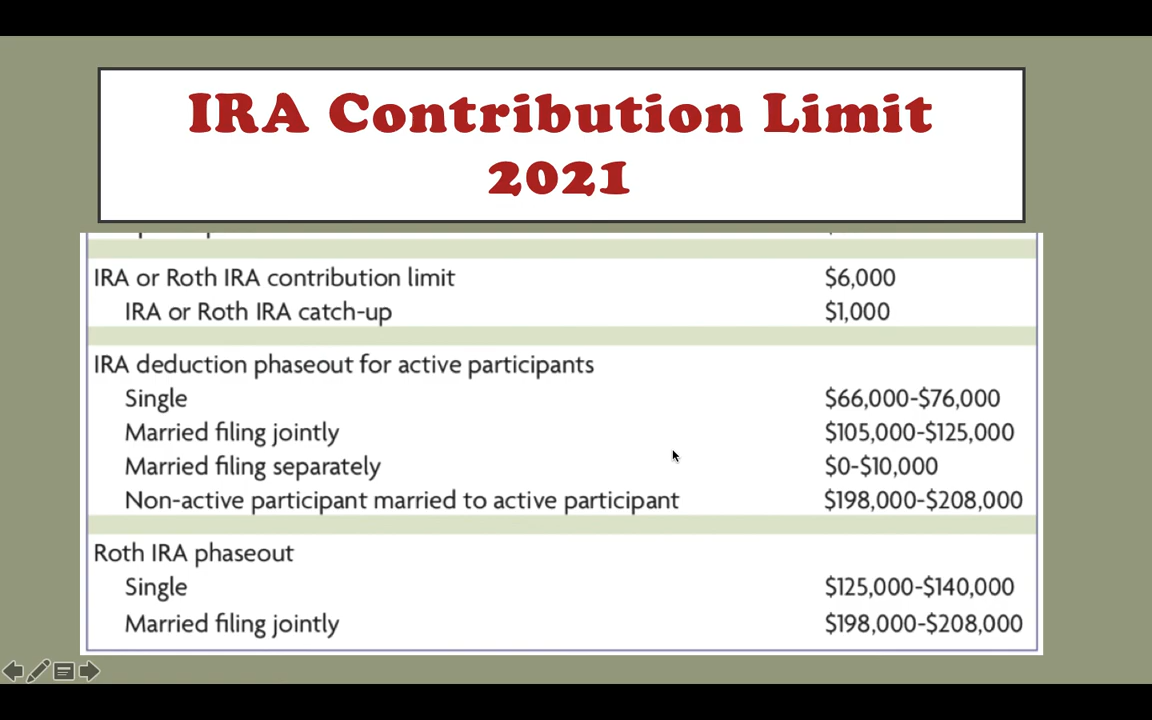 IRA Contribution Limit
2021
IRA or Roth IRA contribution limit $6,000
IRA or Roth IRA catch-up $1,000
IRA deduction phaseout for active participants
Single $66,000-$76,000
Married filing jointly $105,000-$125,000
Married filing separately $0-$10,000
Non-active participant married to active participant $198,000-$208,000
Roth IRA phaseout
Single $125,000-$140,000
Married filing jointly $198,000-$208,000